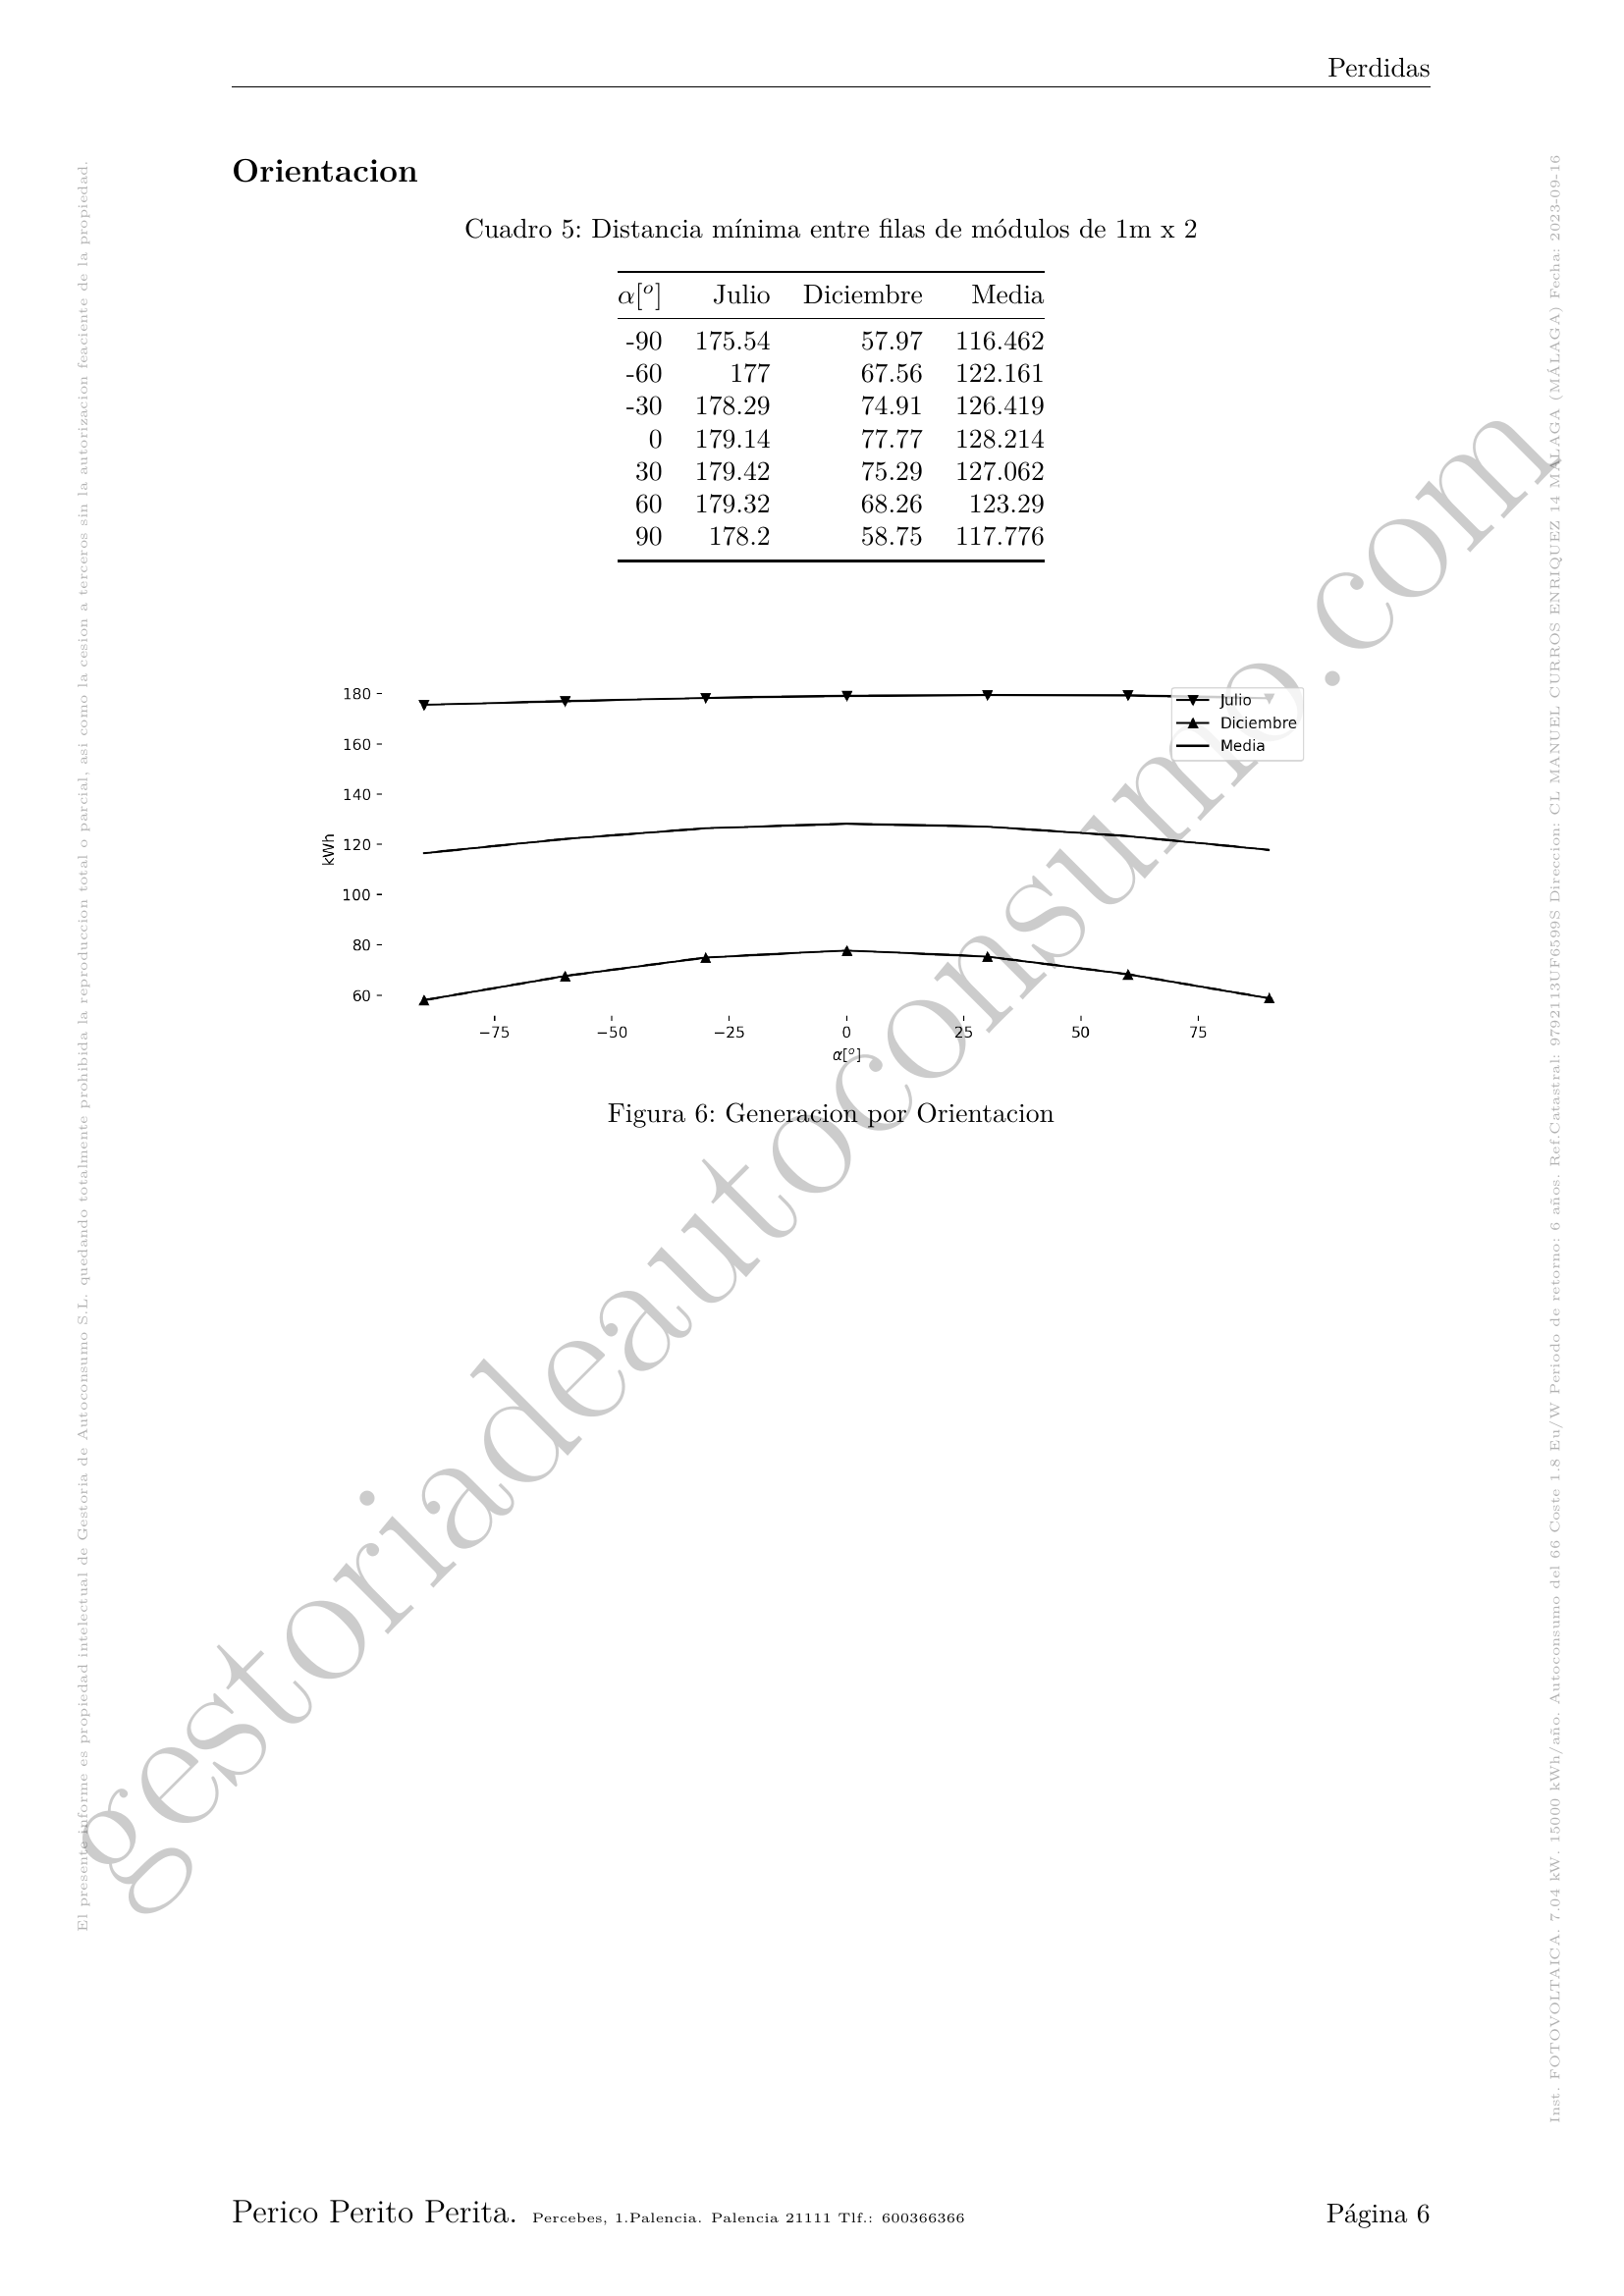 Perdidas
Orientacion
Cuadro 5: Distancia mínima entre filas de módulos de 1m x 2
α[º] Julio Diciembre Media
-90 175.54 57.97 116.462
-60 177 67.56 122.161
-30 178.29 74.91 126.419
0 179.14 77.77 128.214
30 179.42 75.29 127.062
60 179.32 68.26 123.29
90 178.2 58.75 117.776
180
160
140
120
100
80
60
kWh
Julio
Diciembre
Media
−75 −50 −25 0 25 50 75
α[º]
Figura 6: Generacion por Orientacion
gestoriadeautoconsumo.com
El presente informe es propiedad intelectual de Gestoria de Autoconsumo S.L. quedando totalmente prohibida la reproduccion total o parcial, asi como la cesion a terceros sin la autorizacion feaciente de la propiedad.
Inst. FOTOVOLTAICA. 7.04 kW. 15000 kWh/año. Autoconsumo del 66 Coste 1.8 Eu/W Periodo de retorno: 6 años. Ref.Catastral: 9792113UF6599S Direccion: CL MANUEL CURROS ENRIQUEZ 14 MALAGA (MÁLAGA) Fecha: 2023-09-16
Perico Perito Perita. Percebes, 1.Palencia. Palencia 21111 Tlf.: 600366366
Página 6